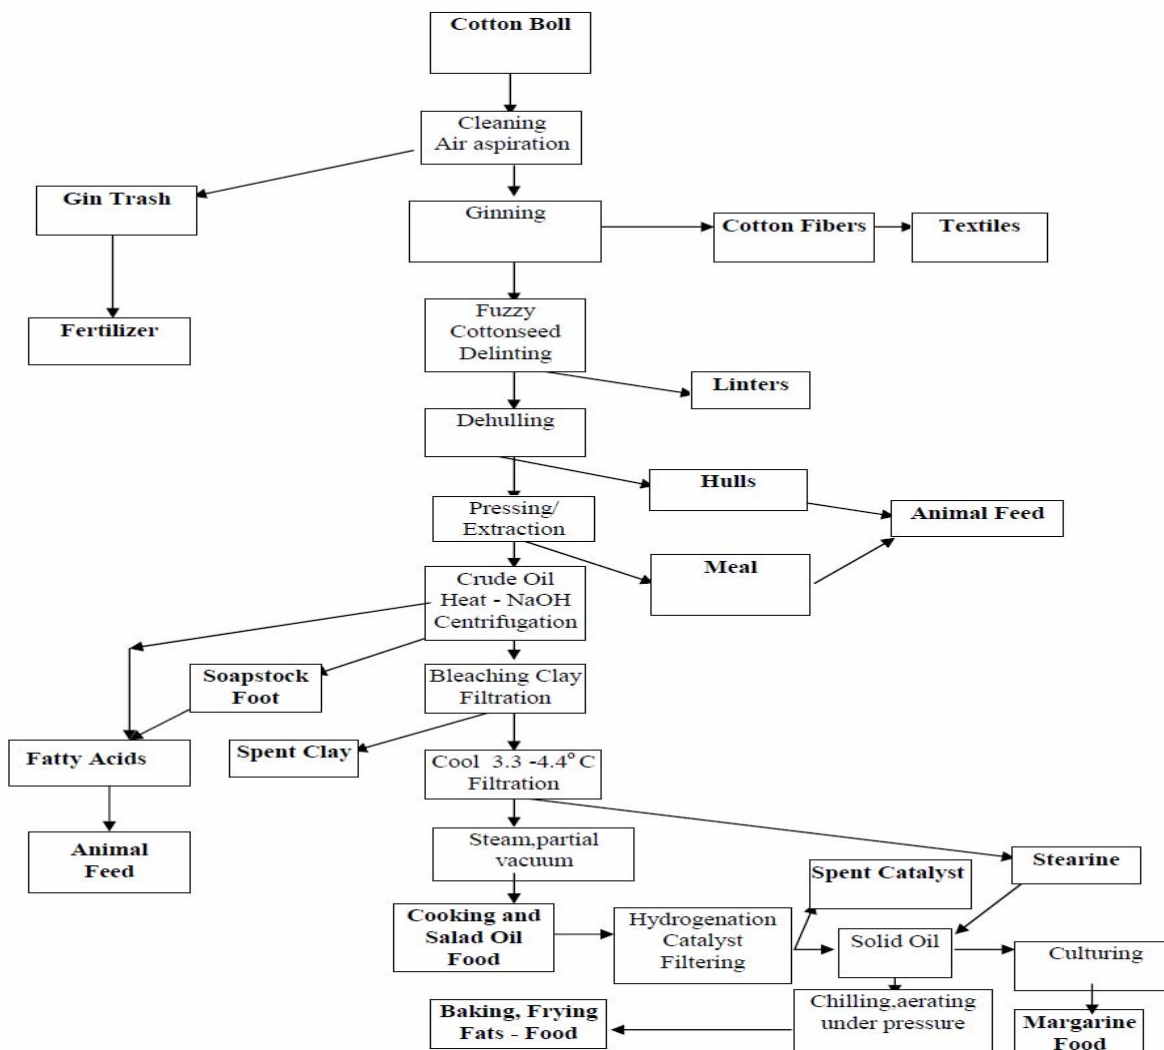 Cotton Boll
Cleaning
Air aspiration
Gin Trash
Ginning
Cotton Fibers
Textiles
Fertilizer
Fuzzy
Cottonseed
Delinting
Linters
Dehulling
Hulls
Pressing/
Extraction
Animal Feed
Meal
Crude Oil
Heat - NaOH
Centrifugation
Soapstock
Foot
Bleaching Clay
Filtration
Fatty Acids
Spent Clay
Cool 3.3 -4.4° C
Filtration
Animal
Feed
Steam,partial
vacuum
Stearine
Spent Catalyst
Cooking and
Salad Oil
Food
Hydrogenation
Catalyst
Filtering
Solid Oil
Culturing
Baking, Frying
Fats - Food
Chilling,aerating
under pressure
Margarine
Food